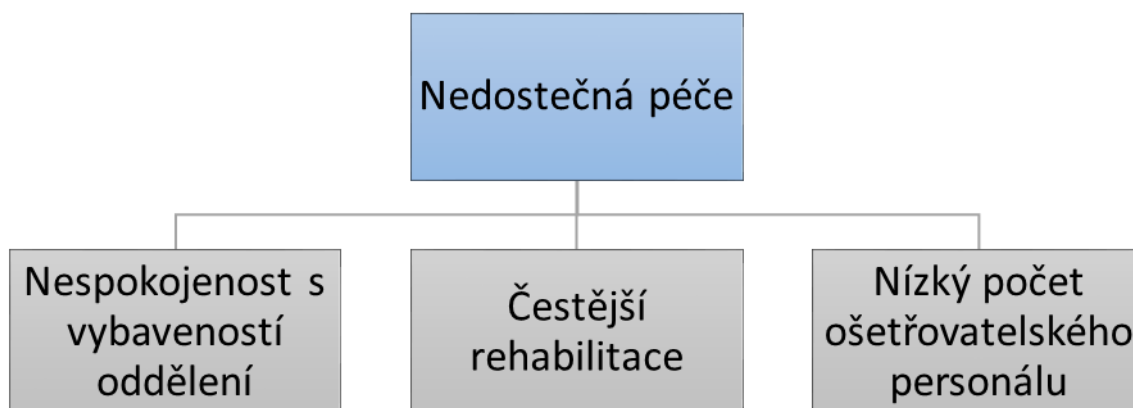 Nedostečná péče
Nespokojenost s
vybaveností
oddělení
Čestější
rehabilitace
Nízký počet
ošetřovatelského
personálu